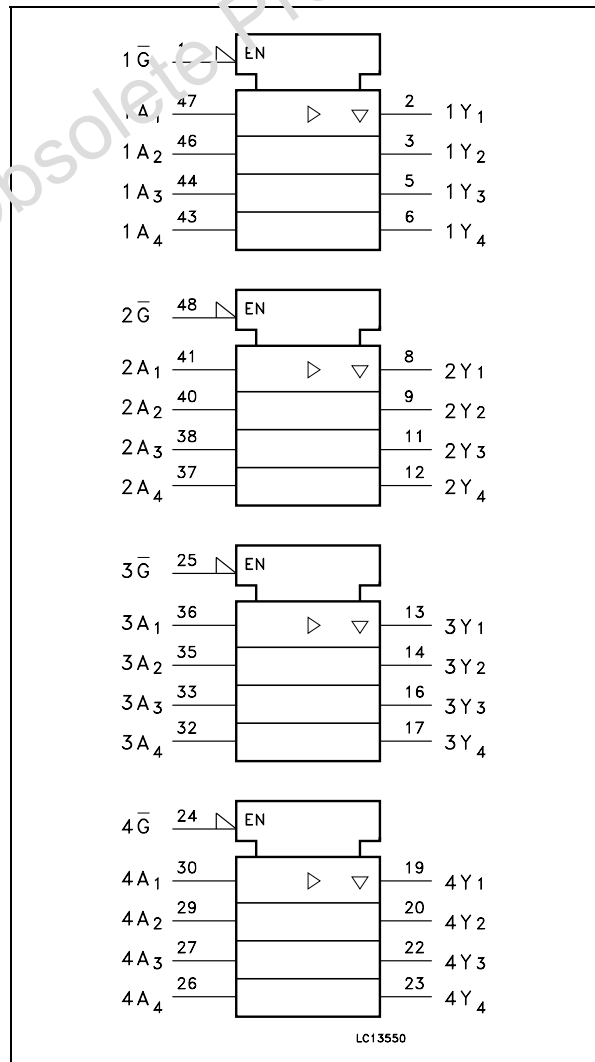 obsolete Pro
1G̅ 1 EN
1A1 47 2 1Y1
1A2 46 3 1Y2
1A3 44 5 1Y3
1A4 43 6 1Y4
2G̅ 48 EN
2A1 41 8 2Y1
2A2 40 9 2Y2
2A3 38 11 2Y3
2A4 37 12 2Y4
3G̅ 25 EN
3A1 36 13 3Y1
3A2 35 14 3Y2
3A3 33 16 3Y3
3A4 32 17 3Y4
4G̅ 24 EN
4A1 30 19 4Y1
4A2 29 20 4Y2
4A3 27 22 4Y3
4A4 26 23 4Y4
LC13550